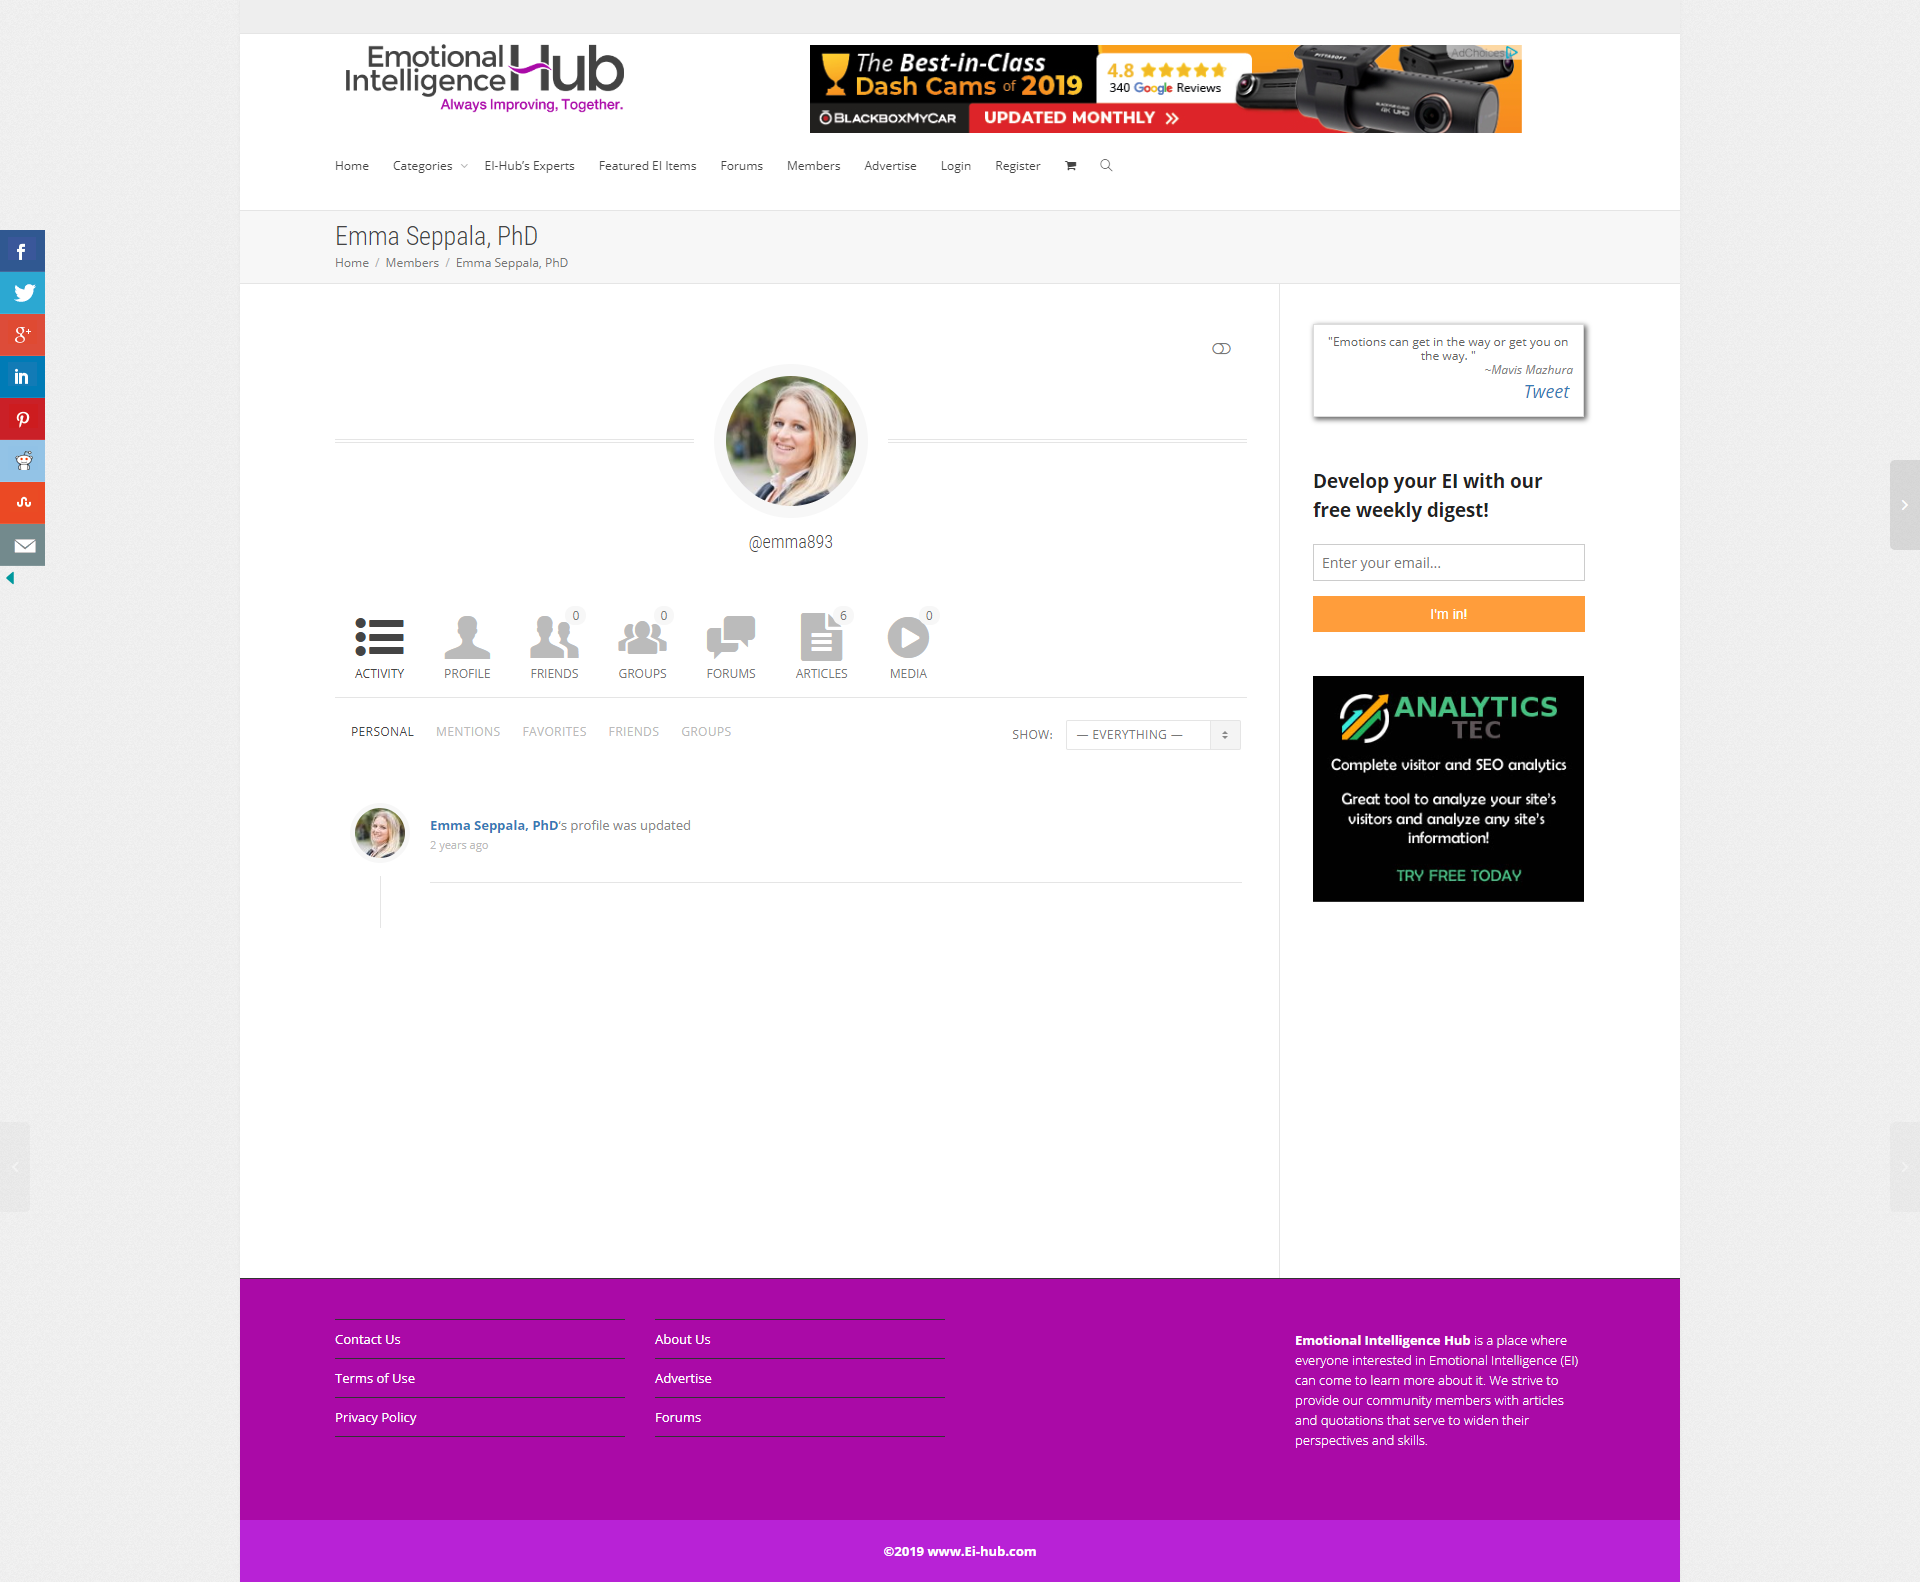 Emotional
Intelligence Hub
Always Improving, Together.
The Best-in-Class
Dash Cams of 2019
4.8
340 Google Reviews
BLACKBOXMYCAR
UPDATED MONTHLY »
AdChoices
PITTASOFT
4K UHD
Home
Categories
EI-Hub’s Experts
Featured EI Items
Forums
Members
Advertise
Login
Register
Emma Seppala, PhD
Home / Members / Emma Seppala, PhD
@emma893
0
0
6
0
ACTIVITY
PROFILE
FRIENDS
GROUPS
FORUMS
ARTICLES
MEDIA
PERSONAL
MENTIONS
FAVORITES
FRIENDS
GROUPS
SHOW:
— EVERYTHING —
Emma Seppala, PhD's profile was updated
2 years ago
"Emotions can get in the way or get you on
the way. "
~Mavis Mazhura
Tweet
Develop your EI with our
free weekly digest!
Enter your email...
I'm in!
ANALYTICS
TEC
Complete visitor and SEO analytics
Great tool to analyze your site's
visitors and analyze any site's
information!
TRY FREE TODAY
Contact Us
Terms of Use
Privacy Policy
About Us
Advertise
Forums
Emotional Intelligence Hub is a place where
everyone interested in Emotional Intelligence (EI)
can come to learn more about it. We strive to
provide our community members with articles
and quotations that serve to widen their
perspectives and skills.
©2019 www.Ei-hub.com